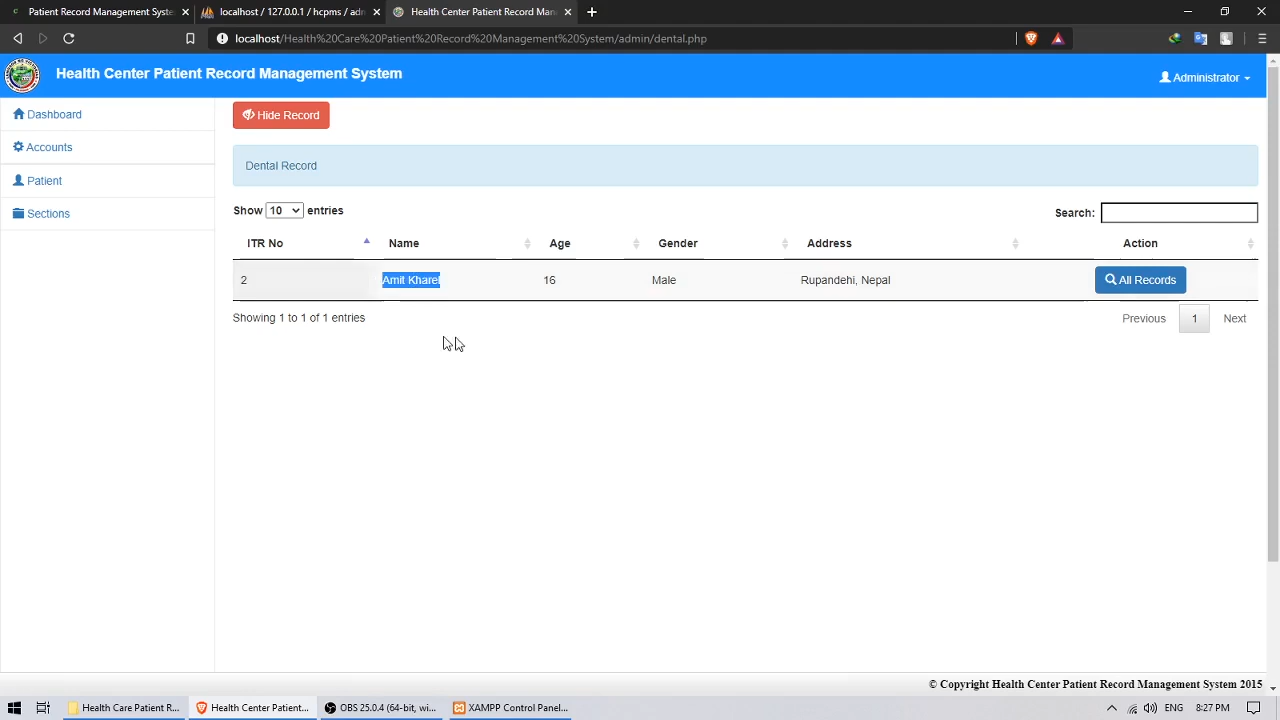 Patient Record Management Syste
localhost / 127.0.0.1 / hcpms / adn
Health Center Patient Record Man
localhost/Health%20Care%20Patient%20Record%20Management%20System/admin/dental.php
Health Center Patient Record Management System
Administrator
Dashboard
Accounts
Patient
Sections
Hide Record
Dental Record
Show 10 entries
Search:
ITR No Name Age Gender Address Action
2 Amit Kharel 16 Male Rupandehi, Nepal All Records
Showing 1 to 1 of 1 entries
Previous 1 Next
© Copyright Health Center Patient Record Management System 2015
Health Care Patient R... Health Center Patient... OBS 25.0.4 (64-bit, wi... XAMPP Control Panel... ENG 8:27 PM